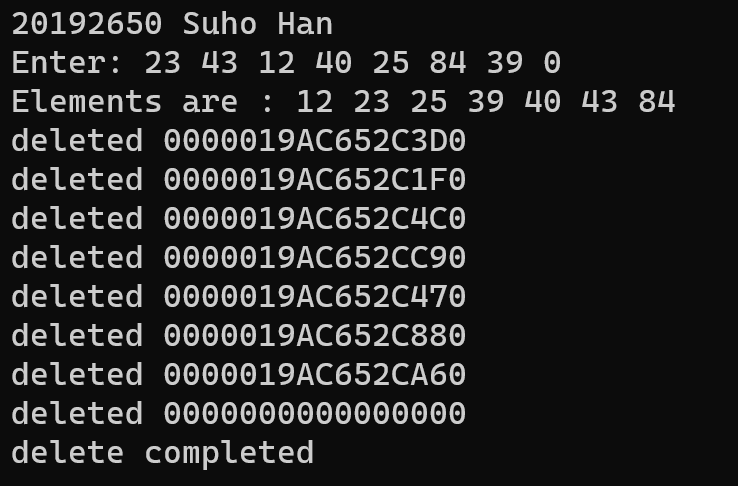 20192650 Suho Han
Enter: 23 43 12 40 25 84 39 0
Elements are : 12 23 25 39 40 43 84
deleted 0000019AC652C3D0
deleted 0000019AC652C1F0
deleted 0000019AC652C4C0
deleted 0000019AC652CC90
deleted 0000019AC652C470
deleted 0000019AC652C880
deleted 0000019AC652CA60
deleted 0000000000000000
delete completed